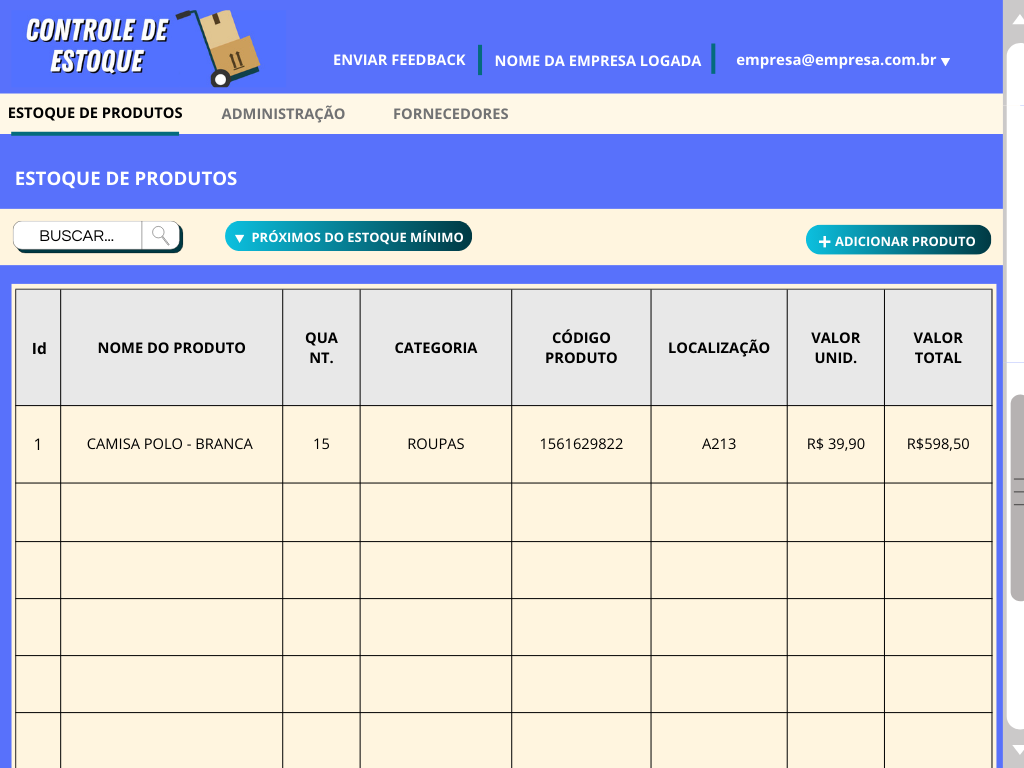 CONTROLE DE
ESTOQUE
ENVIAR FEEDBACK
NOME DA EMPRESA LOGADA
empresa@empresa.com.br ▼
ESTOQUE DE PRODUTOS
ADMINISTRAÇÃO
FORNECEDORES
ESTOQUE DE PRODUTOS
BUSCAR...
▼ PRÓXIMOS DO ESTOQUE MÍNIMO
+ ADICIONAR PRODUTO
Id
NOME DO PRODUTO
QUA
NT.
CATEGORIA
CÓDIGO
PRODUTO
LOCALIZAÇÃO
VALOR
UNID.
VALOR
TOTAL
1
CAMISA POLO - BRANCA
15
ROUPAS
1561629822
A213
R$ 39,90
R$598,50